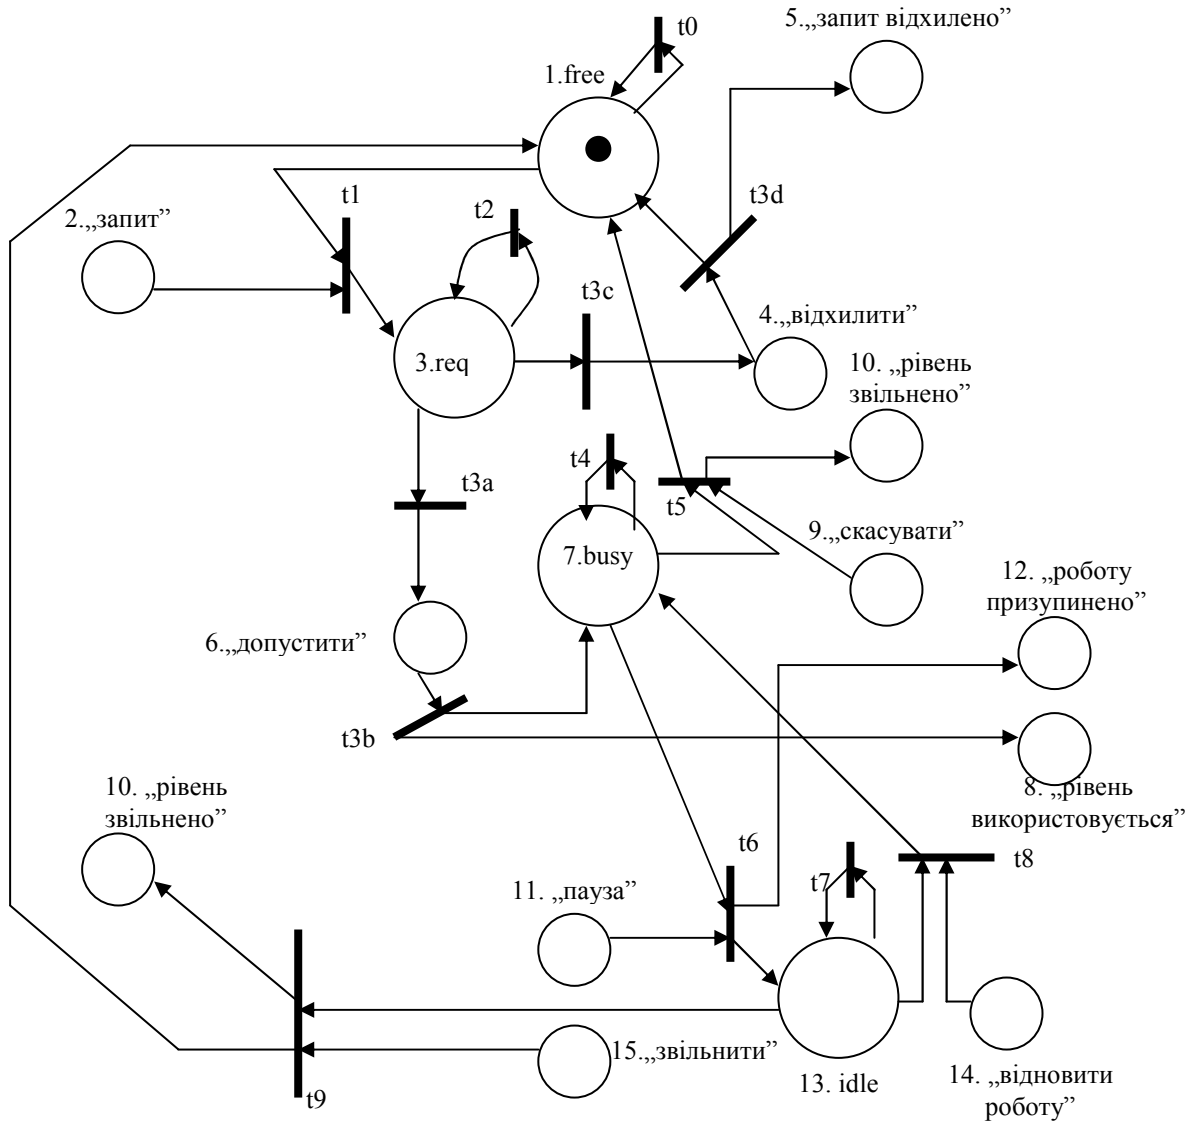 5.„запит відхилено”
t0
1.free
t3d
t1
2.„запит”
t2
t3c
4.„відхилити”
3.req
10. „рівень
звільнено”
t4
t3a
t5
9.„скасувати”
7.busy
12. „роботу
призупинено”
6.„допустити”
t3b
10. „рівень
звільнено”
8. „рівень
використовується”
t6
t8
t7
11. „пауза”
15.„звільнити”
13. idle
14. „відновити
роботу”
t9